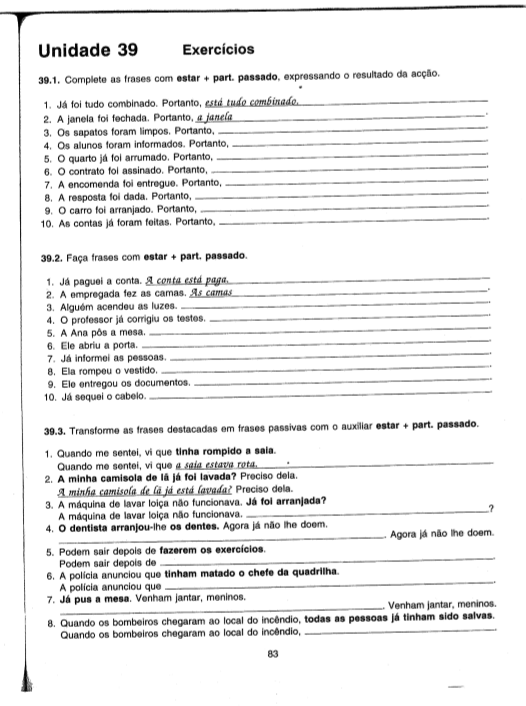 Unidade 39 Exercícios
39.1. Complete as frases com estar + part. passado, expressando o resultado da acção.
1. Já foi tudo combinado. Portanto, está tudo combinado.
2. A janela foi fechada. Portanto, a janela
3. Os sapatos foram limpos. Portanto,
4. Os alunos foram informados. Portanto,
5. O quarto já foi arrumado. Portanto,
6. O contrato foi assinado. Portanto,
7. A encomenda foi entregue. Portanto,
8. A resposta foi dada. Portanto,
9. O carro foi arranjado. Portanto,
10. As contas já foram feitas. Portanto,
39.2. Faça frases com estar + part. passado.
1. Já paguei a conta. A conta está paga.
2. A empregada fez as camas. As camas
3. Alguém acendeu as luzes.
4. O professor já corrigiu os testes.
5. A Ana pôs a mesa.
6. Ele abriu a porta.
7. Já informei as pessoas.
8. Ela rompeu o vestido.
9. Ele entregou os documentos.
10. Já sequei o cabelo.
39.3. Transforme as frases destacadas em frases passivas com o auxiliar estar + part. passado.
1. Quando me sentei, vi que tinha rompido a saia.
Quando me sentei, vi que a saia estava rota.
2. A minha camisola de lã já foi lavada? Preciso dela.
A minha camisola de lã já está lavada? Preciso dela.
3. A máquina de lavar loiça não funcionava. Já foi arranjada?
A máquina de lavar loiça não funcionava. ?
4. O dentista arranjou-lhe os dentes. Agora já não lhe doem.
. Agora já não lhe doem.
5. Podem sair depois de fazerem os exercícios.
Podem sair depois de
6. A polícia anunciou que tinham matado o chefe da quadrilha.
A polícia anunciou que
7. Já pus a mesa. Venham jantar, meninos.
. Venham jantar, meninos.
8. Quando os bombeiros chegaram ao local do incêndio, todas as pessoas já tinham sido salvas.
Quando os bombeiros chegaram ao local do incêndio,
83